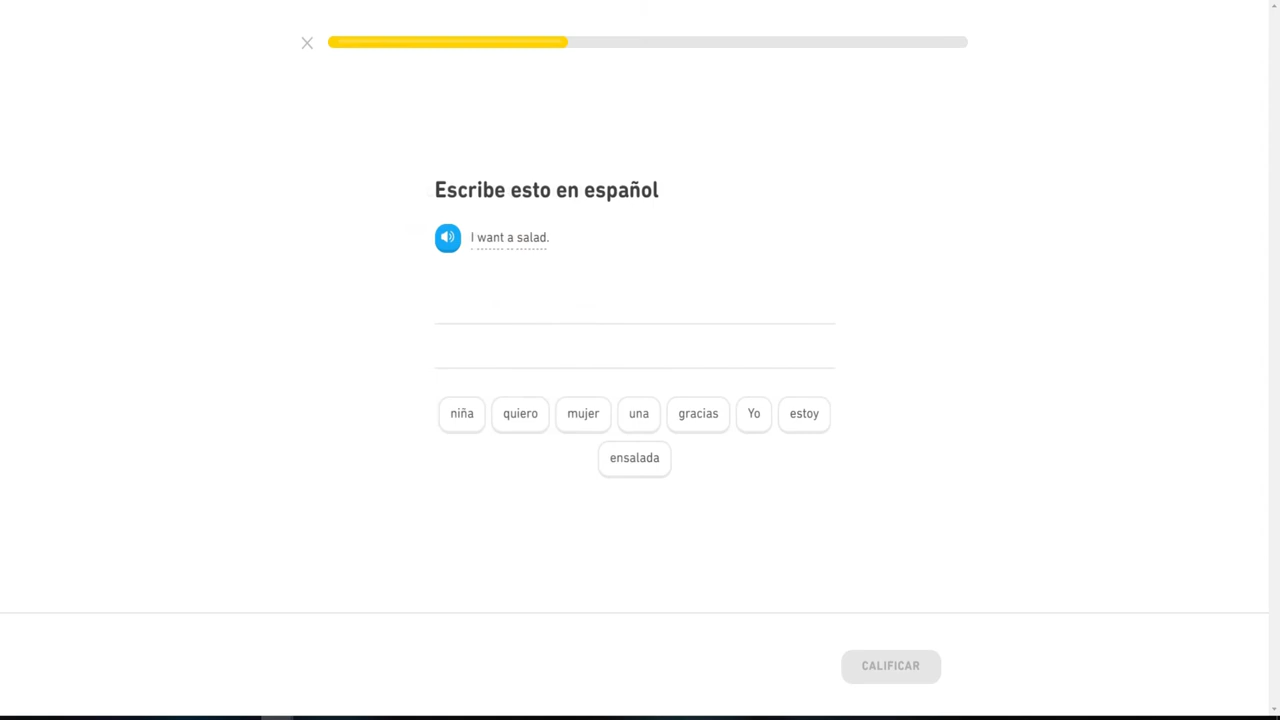 Escribe esto en español
I want a salad.
niña quiero mujer una gracias Yo estoy
ensalada
CALIFICAR